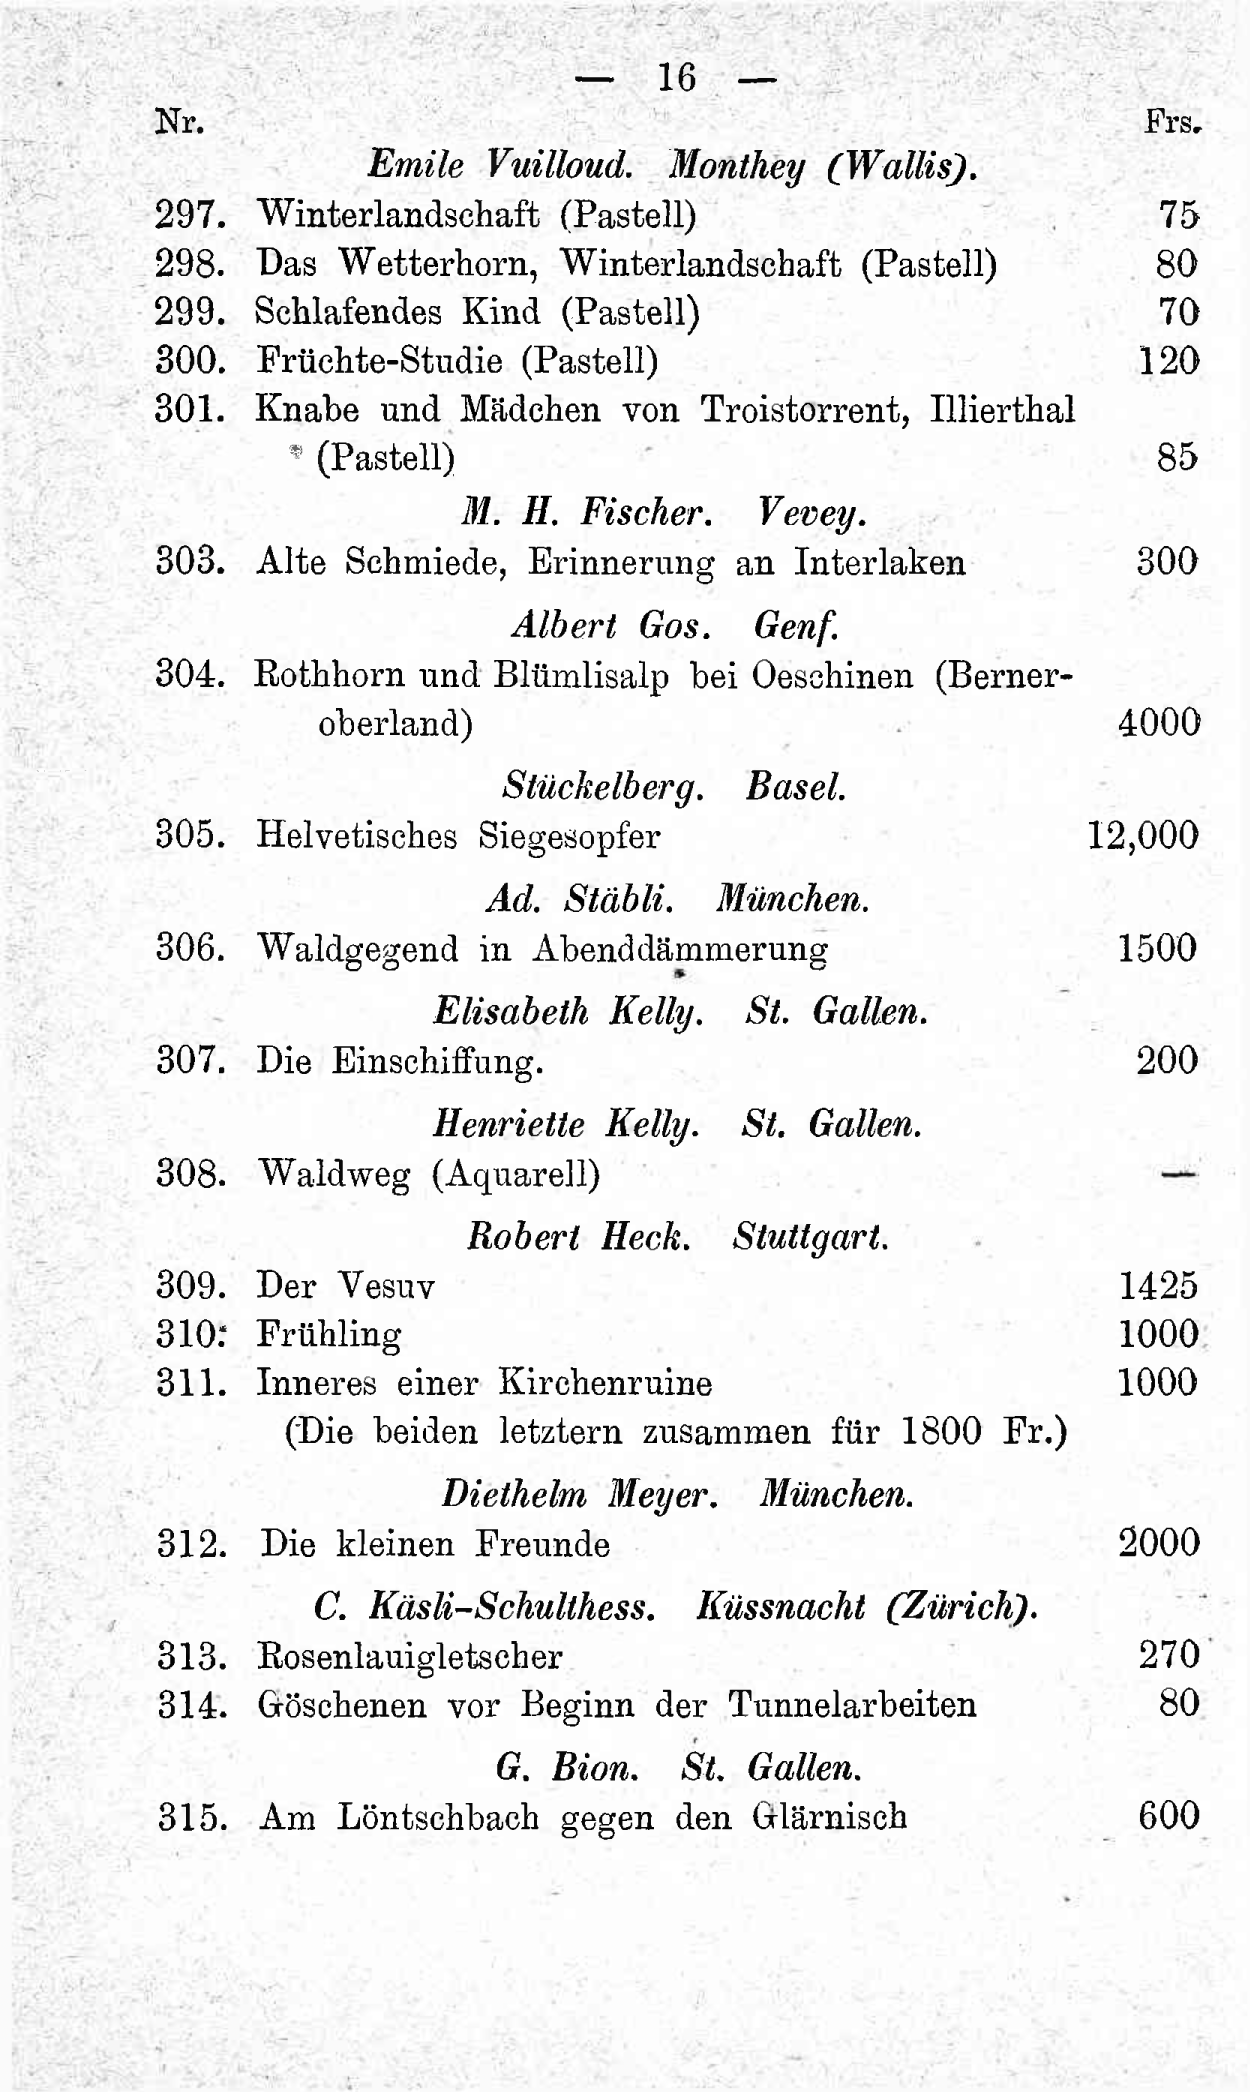 — 16 —
Nr. Frs.
Emile Vuilloud. Monthey (Wallis).
297. Winterlandschaft (Pastell) 75
298. Das Wetterhorn, Winterlandschaft (Pastell) 80
299. Schlafendes Kind (Pastell) 70
300. Früchte-Studie (Pastell) 120
301. Knabe und Mädchen von Troistorrent, Illierthal
(Pastell) 85
M. H. Fischer. Vevey.
303. Alte Schmiede, Erinnerung an Interlaken 300
Albert Gos. Genf.
304. Rothhorn und Blümlisalp bei Oeschinen (Berner-
oberland) 4000
Stückelberg. Basel.
305. Helvetisches Siegesopfer 12,000
Ad. Stäbli. München.
306. Waldgegend in Abenddämmerung 1500
Elisabeth Kelly. St. Gallen.
307. Die Einschiffung. 200
Henriette Kelly. St. Gallen.
308. Waldweg (Aquarell) —
Robert Heck. Stuttgart.
309. Der Vesuv 1425
310. Frühling 1000
311. Inneres einer Kirchenruine 1000
(Die beiden letztern zusammen für 1800 Fr.)
Diethelm Meyer. München.
312. Die kleinen Freunde 2000
C. Käsli-Schulthess. Küssnacht (Zürich).
313. Rosenlauigletscher 270
314. Göschenen vor Beginn der Tunnelarbeiten 80
G. Bion. St. Gallen.
315. Am Löntschbach gegen den Glärnisch 600